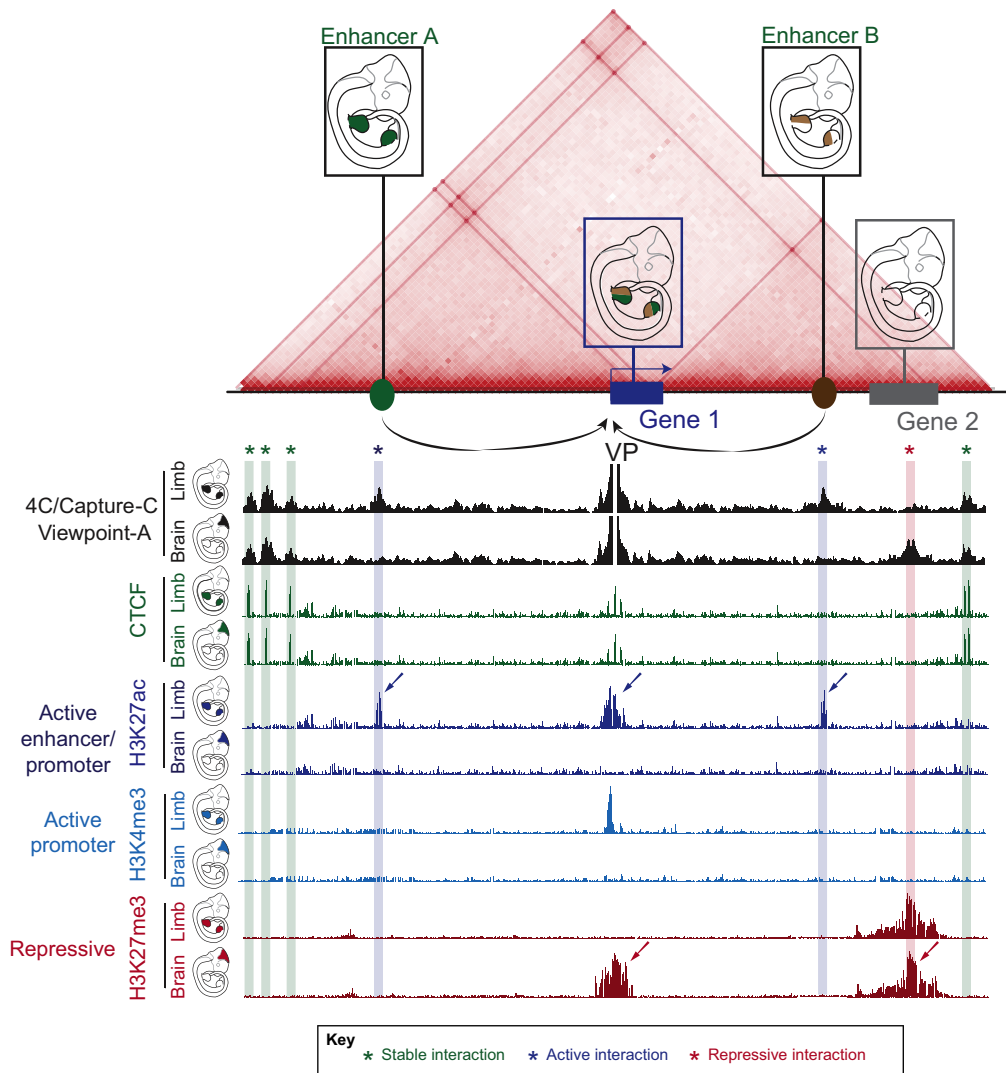 Enhancer A
Enhancer B
Gene 1
Gene 2
VP
* * * * * * *
4C/Capture-C
Viewpoint-A
Limb
Brain
CTCF
Limb
Brain
Active
enhancer/
promoter
H3K27ac
Limb
Brain
Active
promoter
H3K4me3
Limb
Brain
Repressive
H3K27me3
Limb
Brain
Key
* Stable interaction
* Active interaction
* Repressive interaction